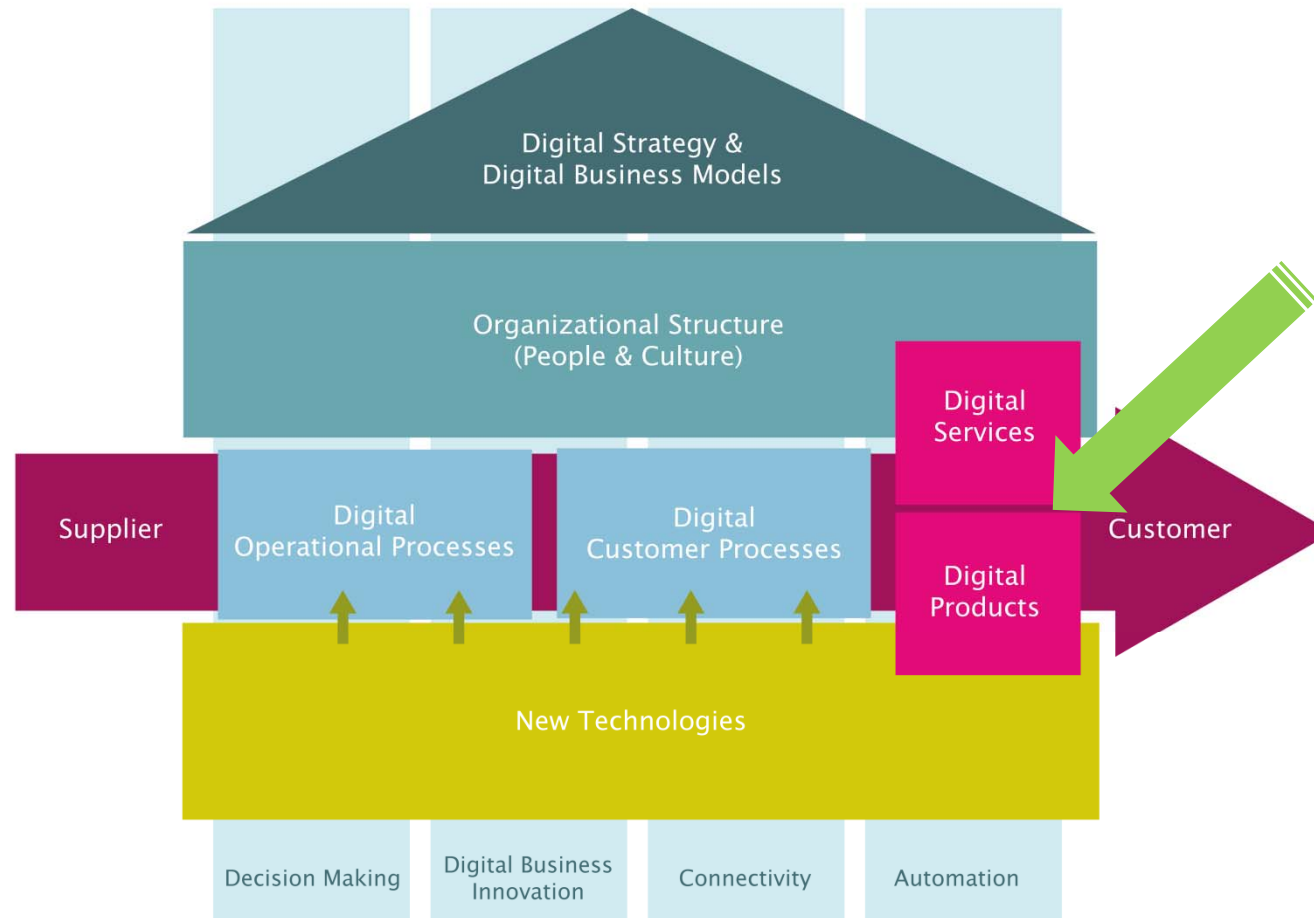 Digital Strategy &
Digital Business Models
Organizational Structure
(People & Culture)
Digital
Services
Supplier
Digital
Operational Processes
Digital
Customer Processes
Customer
Digital
Products
New Technologies
Decision Making
Digital Business
Innovation
Connectivity
Automation